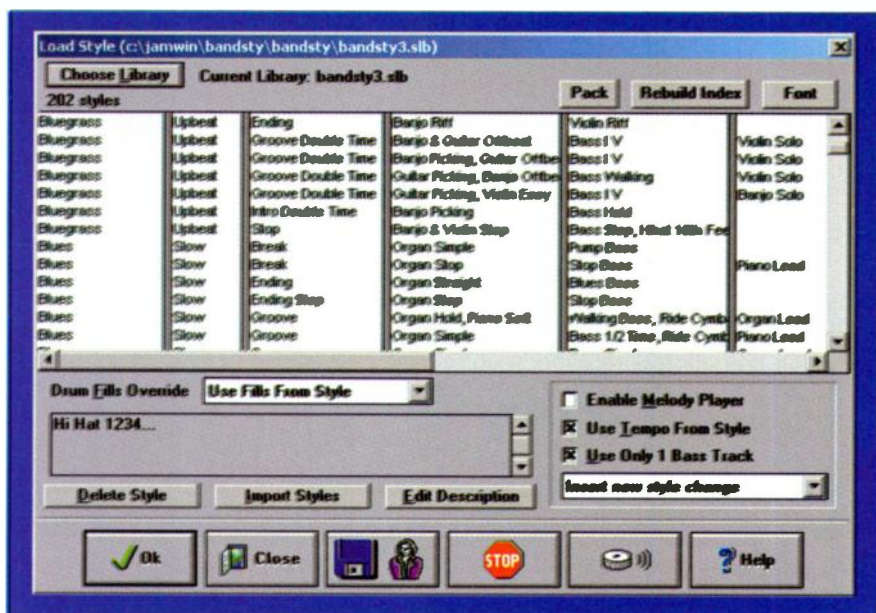 Load Style (c:\jamwin\bandsty\bandsty\bandsty3.slb)
Choose Library Current Library: bandsty3.slb
202 styles Pack Rebuild Index Font
Bluegrass Upbeat Ending Banjo Riff Violin Riff
Bluegrass Upbeat Groove Double Time Banjo & Guitar Offbeat Bass I V Violin Solo
Bluegrass Upbeat Groove Double Time Banjo Picking, Guitar Offbe Bass I V Violin Solo
Bluegrass Upbeat Groove Double Time Guitar Picking, Banjo Offbe Bass Walking Violin Solo
Bluegrass Upbeat Groove Double Time Guitar Picking, Violin Easy Bass I V Banjo Solo
Bluegrass Upbeat Intro Double Time Banjo Picking Bass Hold
Bluegrass Upbeat Stop Banjo & Violin Stop Bass Stop, Hihat 16th Fee
Blues Slow Break Organ Simple Pump Bass
Blues Slow Break Organ Stop Stop Bass Piano Lead
Blues Slow Ending Organ Straight Blues Bass
Blues Slow Ending Stop Organ Stop Stop Bass
Blues Slow Groove Organ Hold, Piano Soft Walking Bass, Ride Cymb Organ Lead
Blues Slow Groove Organ Simple Bass 1/2 Time, Ride Cymb Piano Lead
Drum Fills Override Use Fills From Style
Hi Hat 1234...
Enable Melody Player
Use Tempo From Style
Use Only 1 Bass Track
Insert new style change
Delete Style Import Styles Edit Description
Ok Close STOP Help